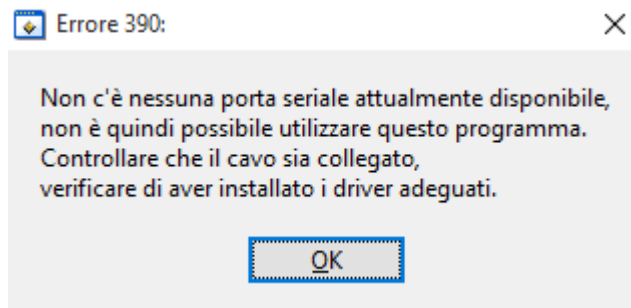 Errore 390:
Non c'è nessuna porta seriale attualmente disponibile,
non è quindi possibile utilizzare questo programma.
Controllare che il cavo sia collegato,
verificare di aver installato i driver adeguati.
OK